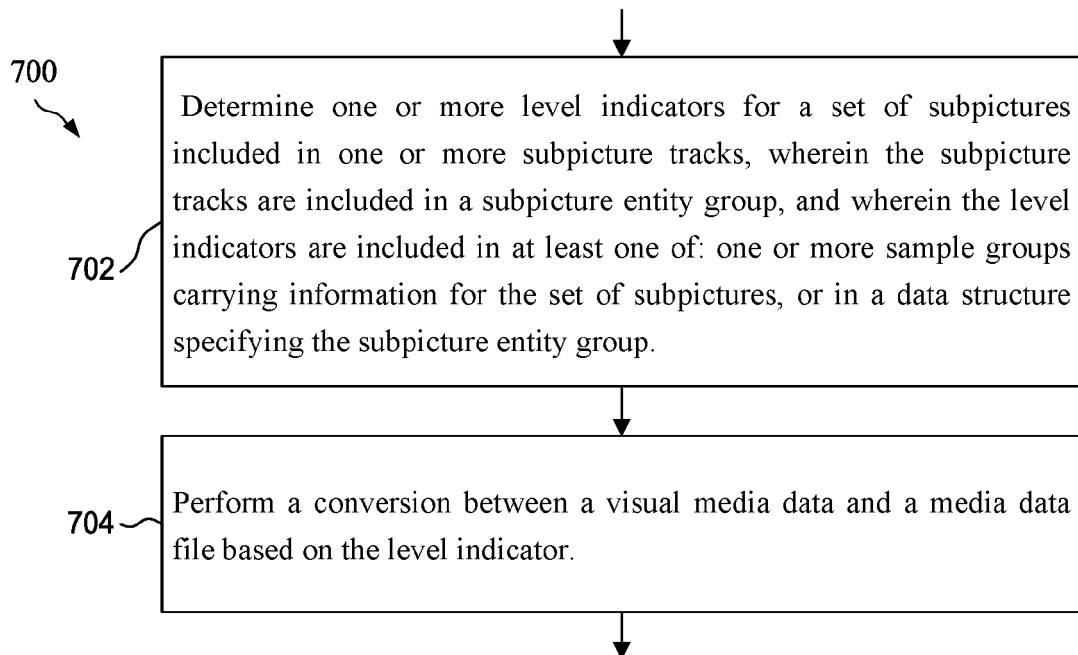 700
Determine one or more level indicators for a set of subpictures
included in one or more subpicture tracks, wherein the subpicture
tracks are included in a subpicture entity group, and wherein the level
indicators are included in at least one of: one or more sample groups
carrying information for the set of subpictures, or in a data structure
specifying the subpicture entity group.
702
Perform a conversion between a visual media data and a media data
file based on the level indicator.
704